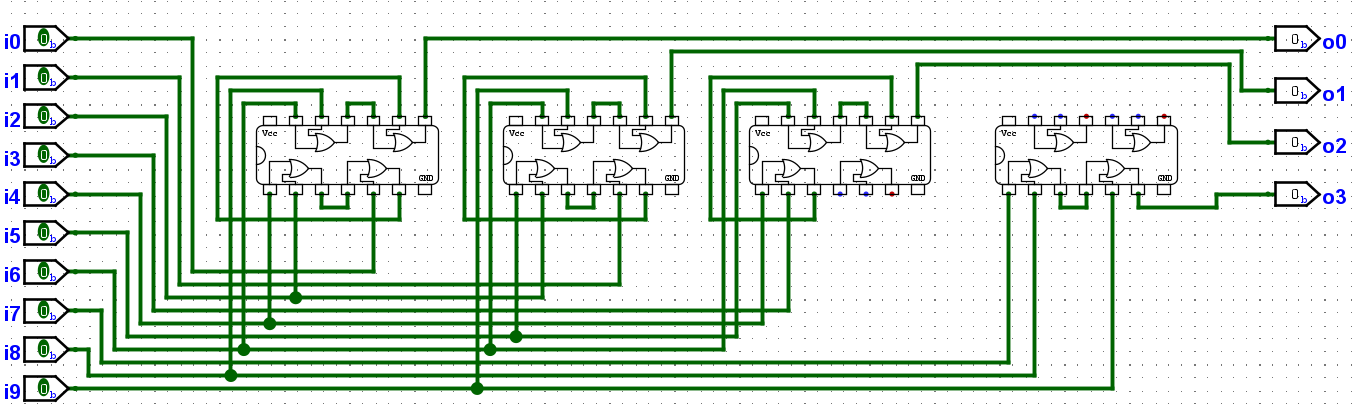 i0 0b 0b o0
i1 0b
i2 0b 0b o1
i3 0b
i4 0b 0b o2
i5 0b
i6 0b 0b o3
i7 0b
i8 0b
i9 0b
Vcc GND
Vcc GND
Vcc GND
Vcc GND